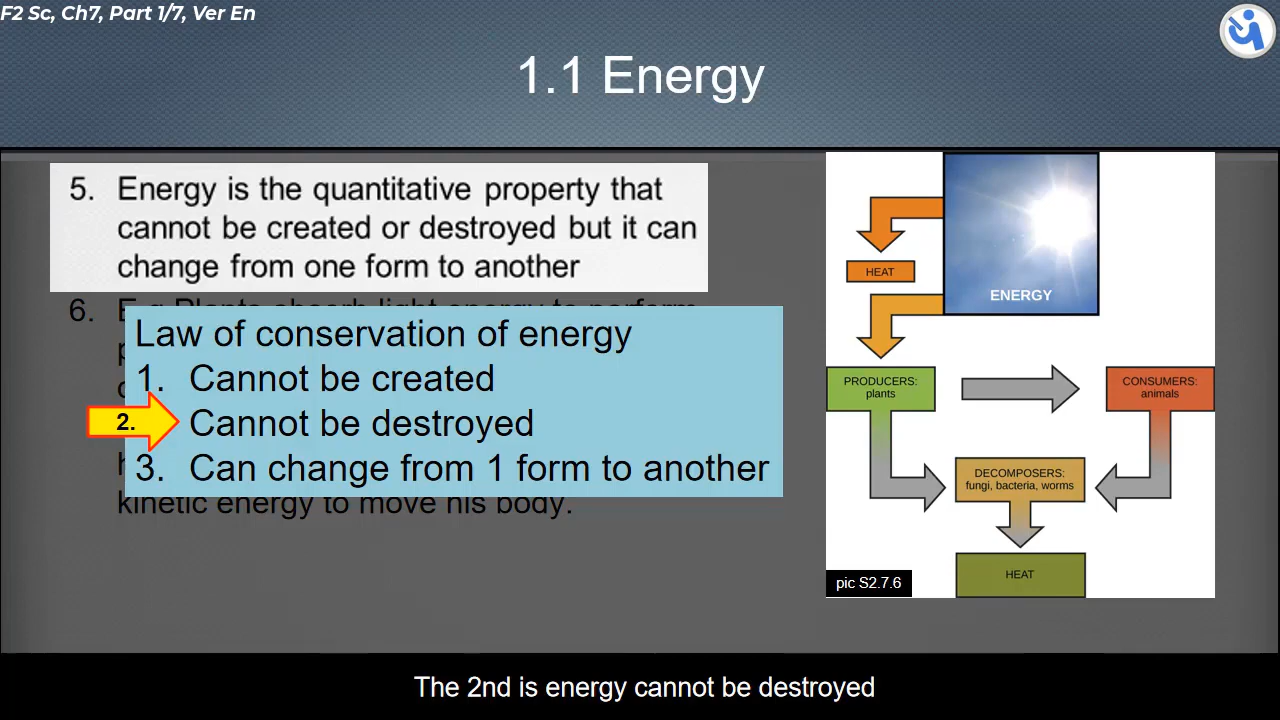 F2 Sc, Ch7, Part 1/7, Ver En
1.1 Energy
5. Energy is the quantitative property that
cannot be created or destroyed but it can
change from one form to another
6.
Law of conservation of energy
1. Cannot be created
2. Cannot be destroyed
3. Can change from 1 form to another
kinetic energy to move his body.
ENERGY
HEAT
PRODUCERS:
plants
CONSUMERS:
animals
DECOMPOSERS:
fungi, bacteria, worms
HEAT
pic S2.7.6
The 2nd is energy cannot be destroyed